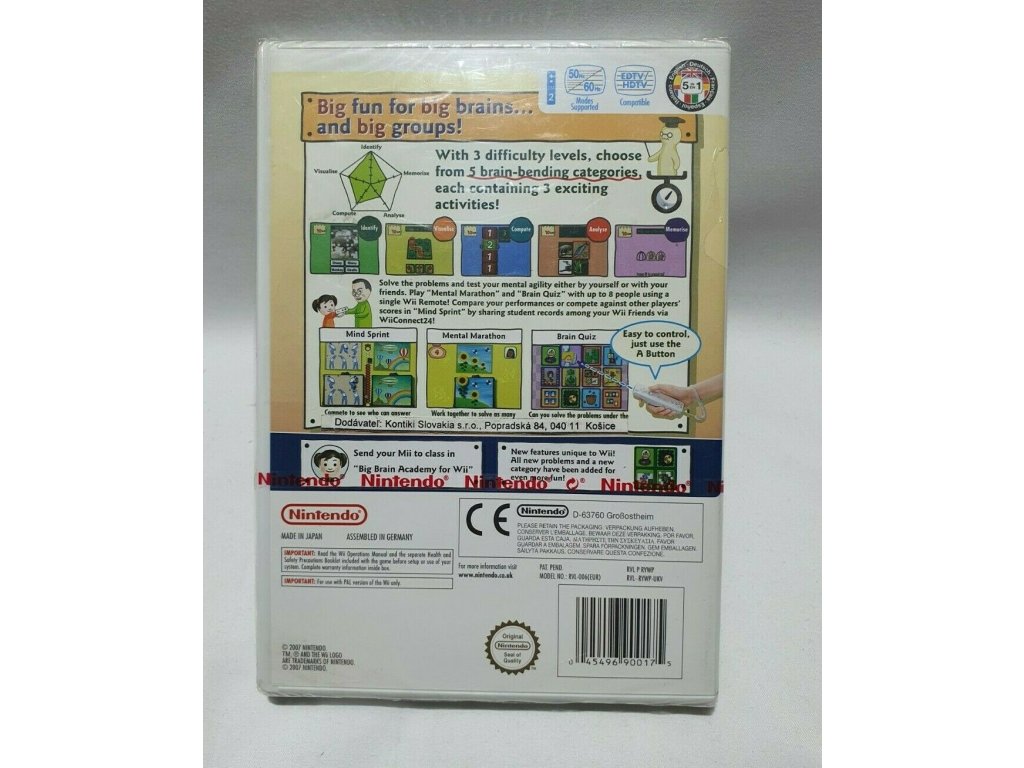 50Hz
60Hz
Modes
Supported
EDTV/
HDTV
Compatible
English Deutsch Français
5 in 1
Español
Big fun for big brains...
and big groups!
Identify
Visualise
Memorise
Compute
Analyse
With 3 difficulty levels, choose
from 5 brain-bending categories,
each containing 3 exciting
activities!
Identify
Visualise
Compute
Analyse
Memorise
Solve the problems and test your mental agility either by yourself or with your
friends. Play "Mental Marathon" and "Brain Quiz" with up to 8 people using a
single Wii Remote! Compare your performances or compete against other players'
scores in "Mind Sprint" by sharing student records among your Wii Friends via
WiiConnect24!
Mind Sprint
Mental Marathon
Brain Quiz
Easy to control,
just use the
A Button
Compete to see who can answer
Work together to solve as many
Can you solve the problems under the
Dodávateľ: Kontiki Slovakia s.r.o., Popradská 84, 040 11 Košice
Send your Mii to class in
"Big Brain Academy for Wii"
New features unique to Wii!
All new problems and a new
category have been added for
even more fun!
Nintendo® Nintendo® Nintendo® Nintendo® Ni
Nintendo®
MADE IN JAPAN ASSEMBLED IN GERMANY
IMPORTANT: Read the Wii Operations Manual and the separate Health and
Safety Precautions Booklet included with the game before setup or use of your
system. Complete warranty information inside box.
IMPORTANT: For use with PAL version of the Wii only.
CE
Nintendo® D-63760 Großostheim
PLEASE RETAIN THE PACKAGING. VERPACKUNG AUFHEBEN.
CONSERVER L'EMBALLAGE. BEWAAR DEZE VERPAKKING. POR FAVOR,
GUARDA ESTA CAJA. ΔΙΑΤΗΡΗΣΤΕ ΤΗΝ ΣΥΣΚΕΥΑΣΙΑ. FAVOR
GUARDAR A EMBALAGEM. SPARA FÖRPACKNINGEN. GEM EMBALLAGEN.
SÄILYTÄ PAKKAUS. CONSERVARE QUESTA CONFEZIONE.
For more information visit
www.nintendo.co.uk
PAT. PEND.
MODEL NO.: RVL-006(EUR)
RVL P RYWP
RVL-RYWP-UKV
Original
Nintendo®
Seal of
Quality
0 45496 90017 5
© 2007 NINTENDO.
TM, ® AND THE Wii LOGO
ARE TRADEMARKS OF NINTENDO.
© 2007 NINTENDO.